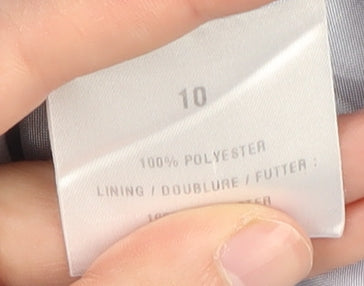 10
100% POLYESTER
LINING / DOUBLURE / FUTTER :